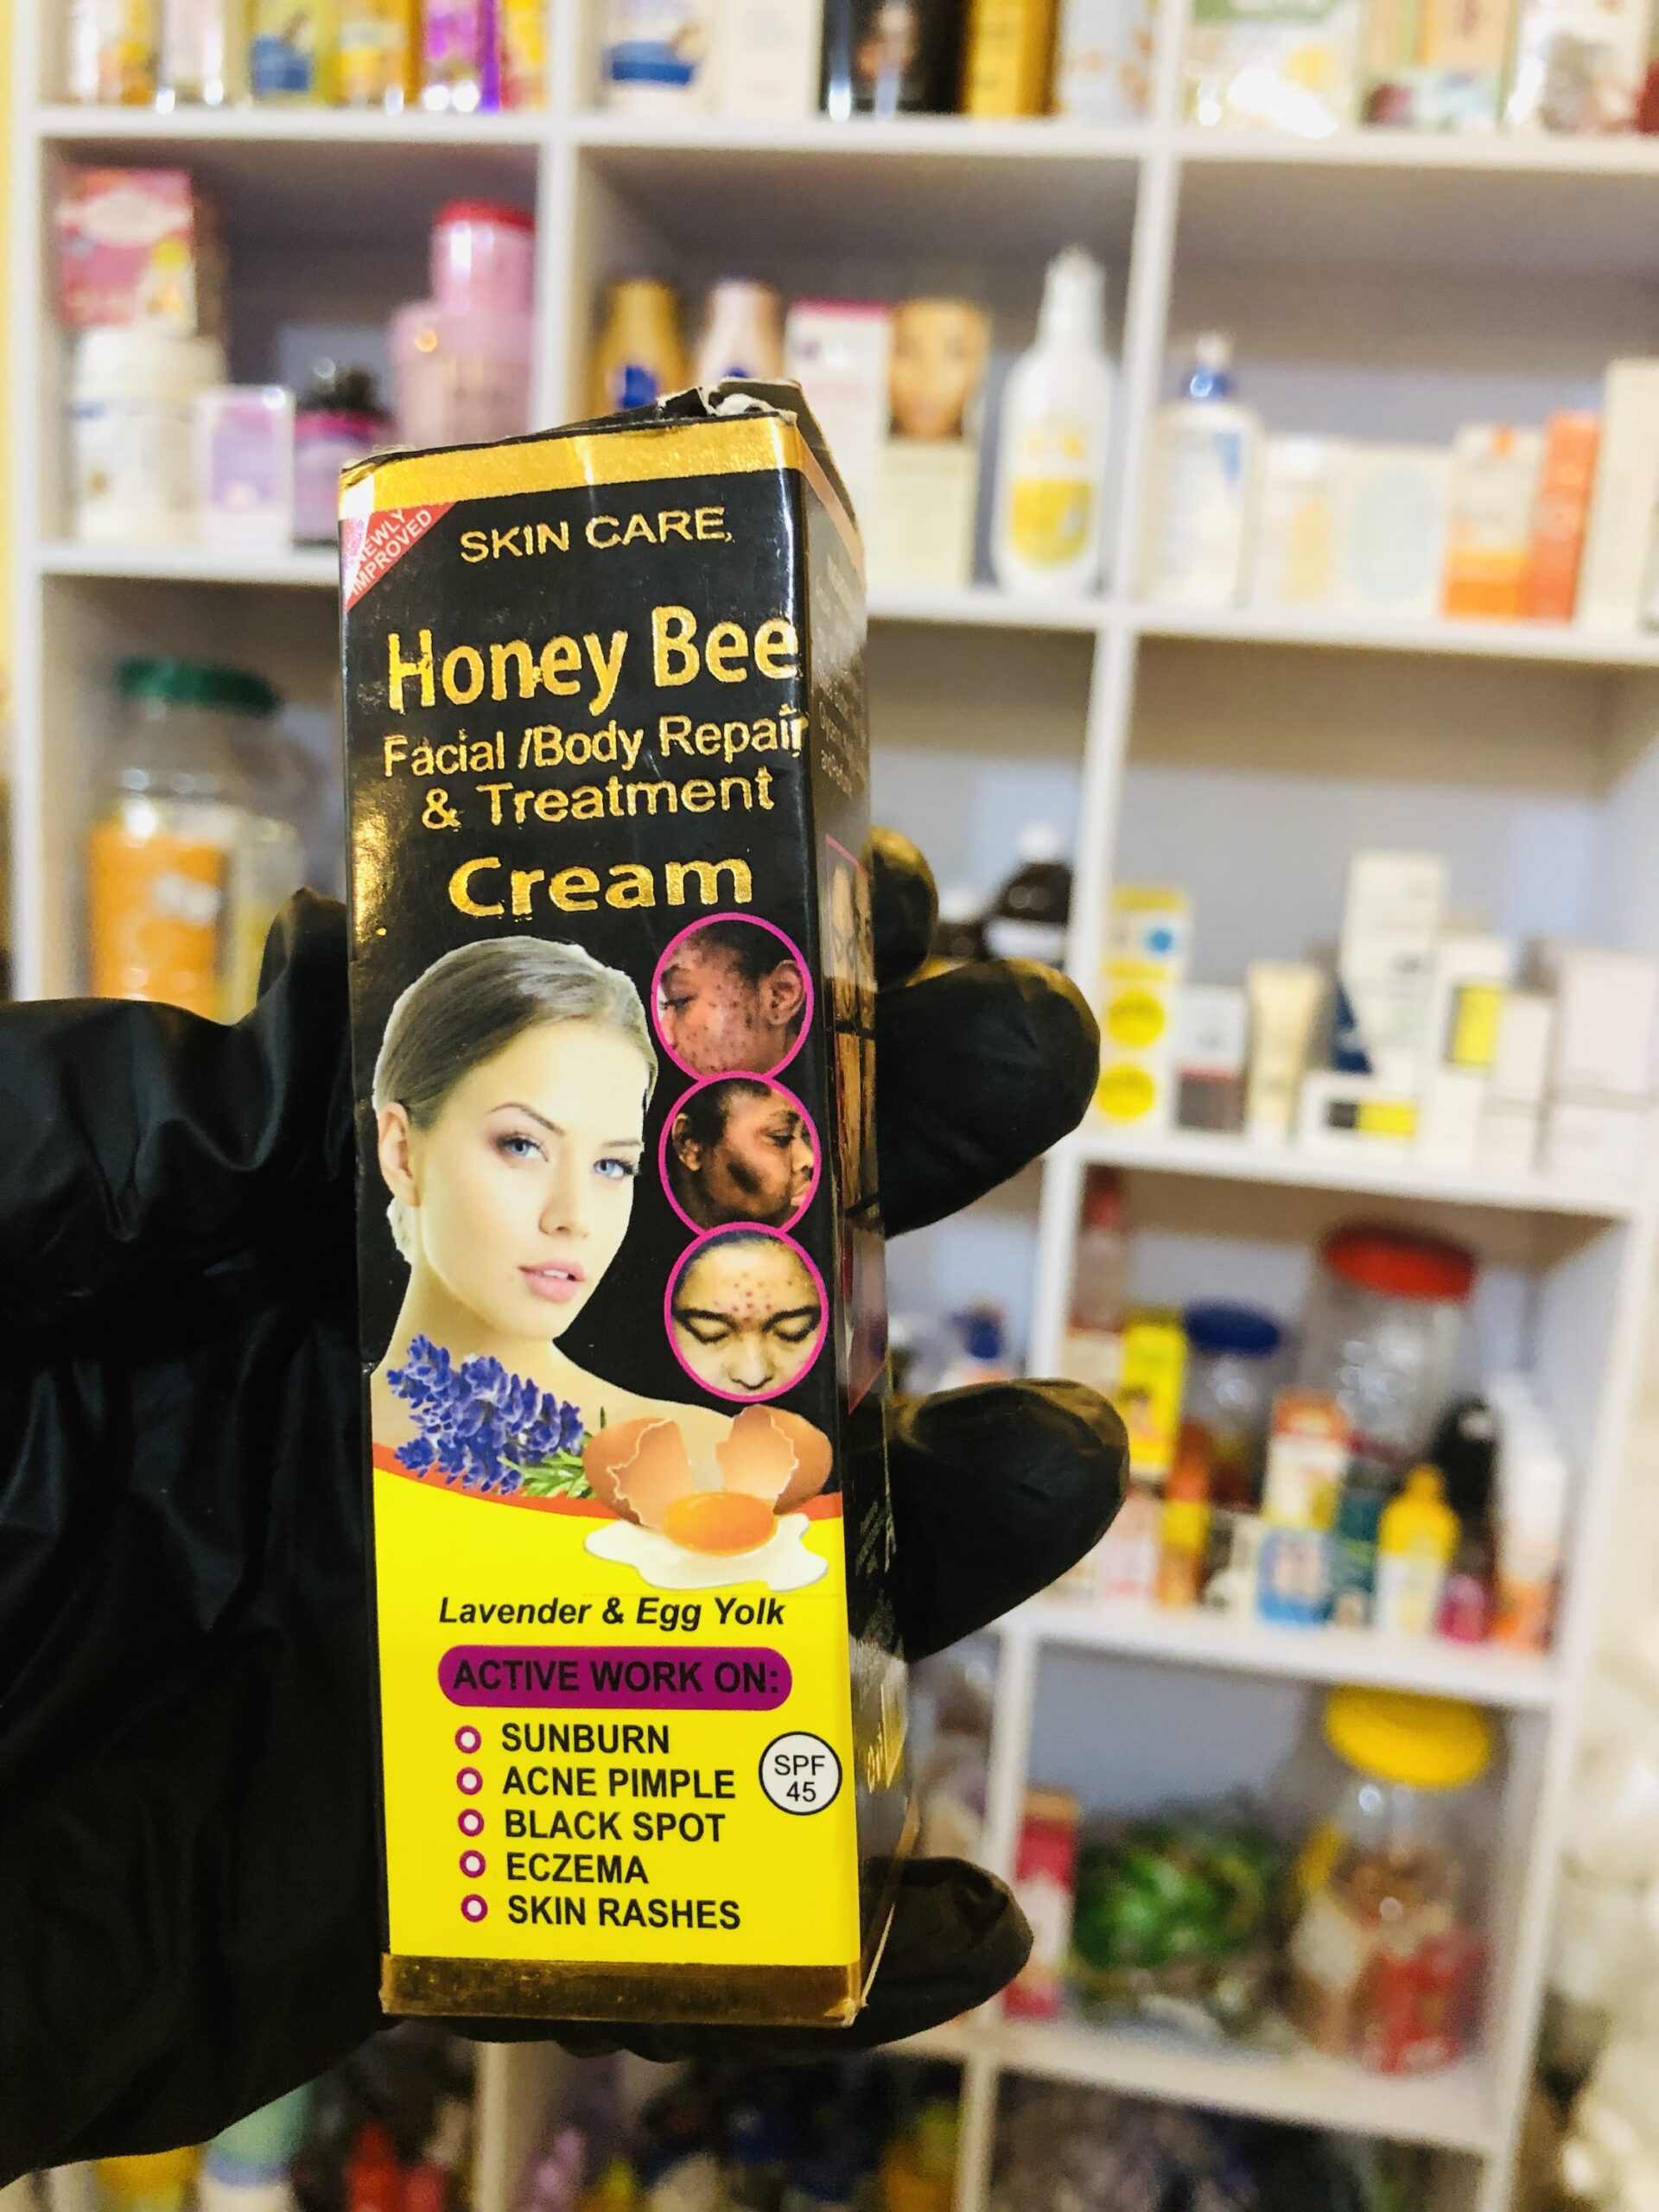 NEWLY
IMPROVED
SKIN CARE,
Honey Bee
Facial /Body Repair
& Treatment
Cream
Lavender & Egg Yolk
ACTIVE WORK ON:
SUNBURN
ACNE PIMPLE
BLACK SPOT
ECZEMA
SKIN RASHES
SPF
45